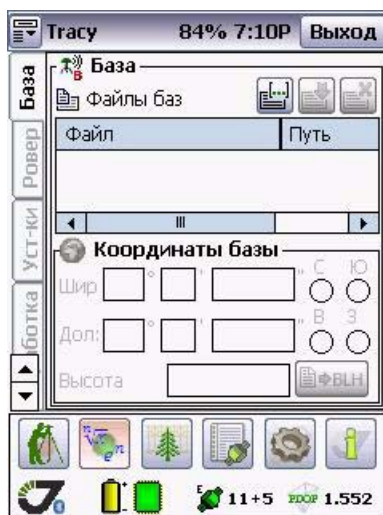 Tracy 84% 7:10P Выход
База
Ровер
Уст-ки
База
Файлы баз
Файл Путь
Координаты базы
Шир ° ' " С Ю
Дол: ° ' " В З
Высота BLH
0 E 11+5 PDOP 1.552